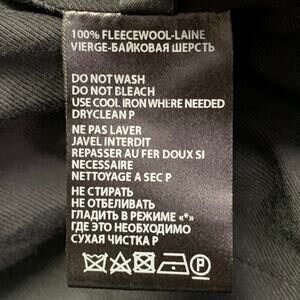 100% FLEECEWOOL-LAINE
VIERGE-БАЙКОВАЯ ШЕРСТЬ
DO NOT WASH
DO NOT BLEACH
USE COOL IRON WHERE NEEDED
DRYCLEAN P
NE PAS LAVER
JAVEL INTERDIT
REPASSER AU FER DOUX SI
NECESSAIRE
NETTOYAGE A SEC P
НЕ СТИРАТЬ
НЕ ОТБЕЛИВАТЬ
ГЛАДИТЬ В РЕЖИМЕ «*»
ГДЕ ЭТО НЕОБХОДИМО
СУХАЯ ЧИСТКА P
P